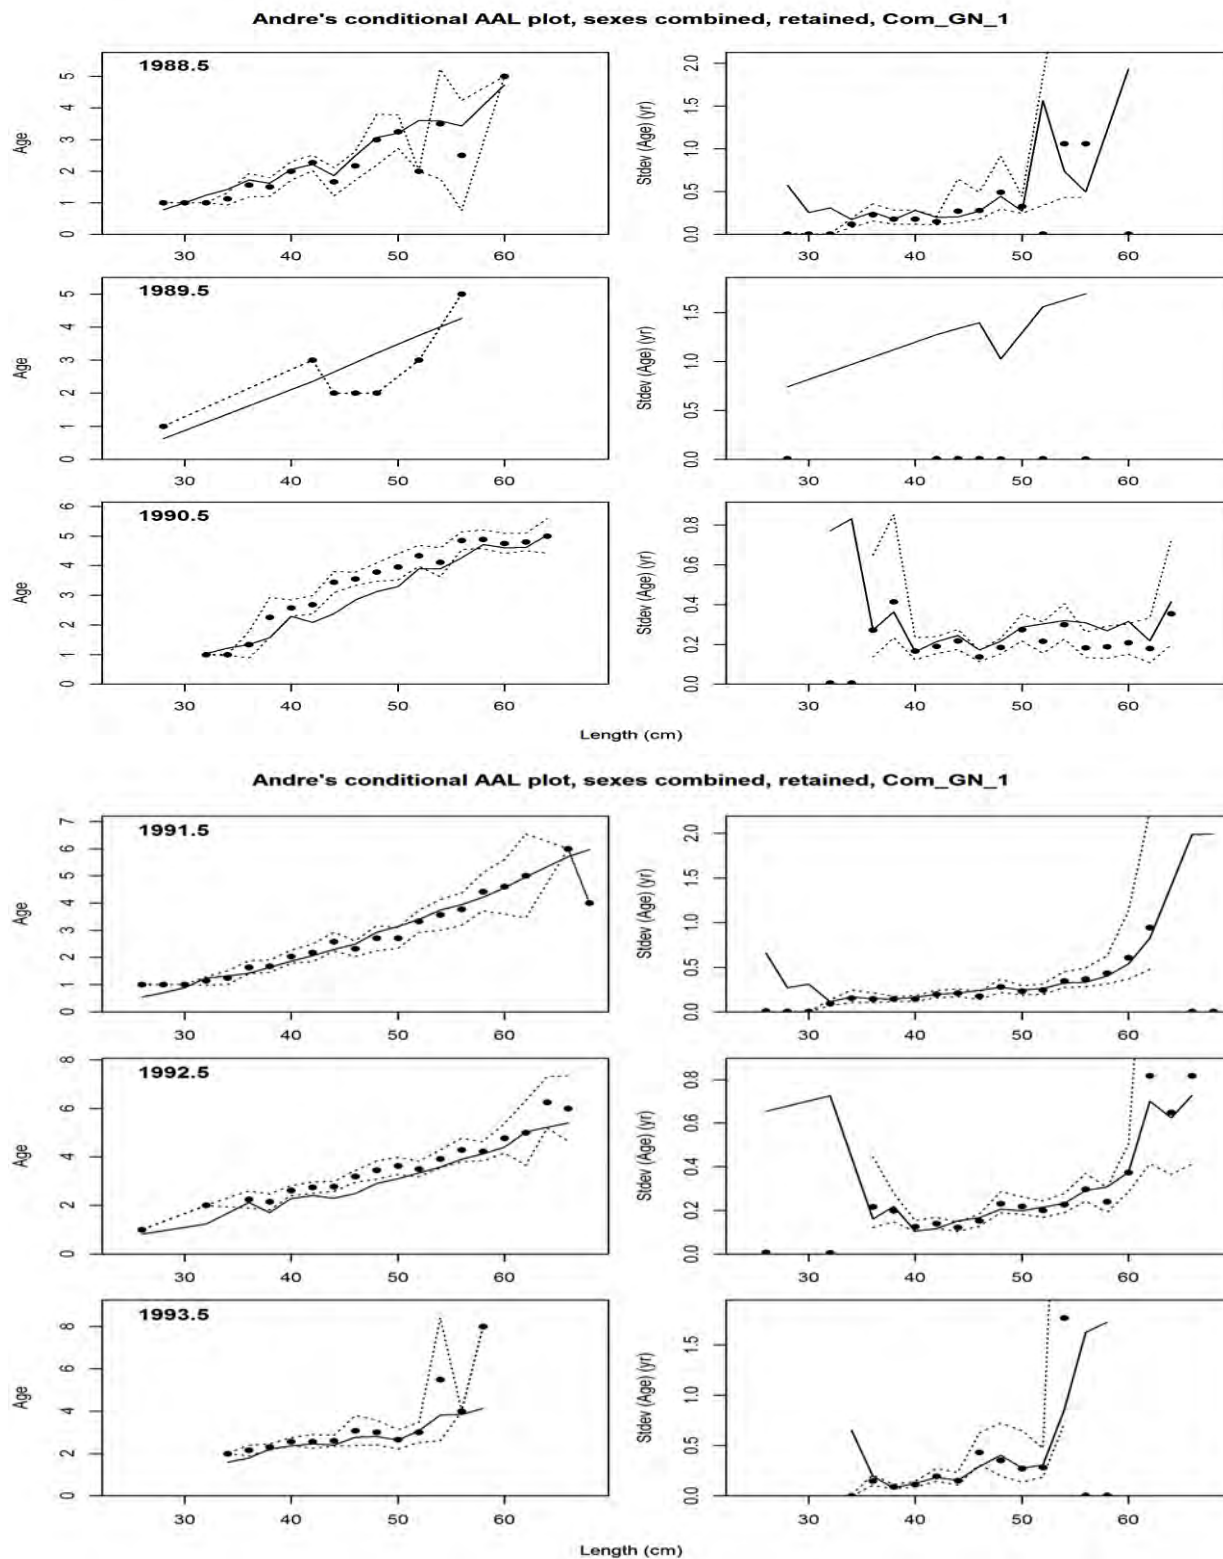 Andre's conditional AAL plot, sexes combined, retained, Com_GN_1
1988.5
Age
0 1 2 3 4 5
30 40 50 60
Stdev (Age) (yr)
0.0 0.5 1.0 1.5 2.0
30 40 50 60
1989.5
Age
0 1 2 3 4 5
30 40 50 60
Stdev (Age) (yr)
0.0 0.5 1.0 1.5
30 40 50 60
1990.5
Age
0 1 2 3 4 5 6
30 40 50 60
Stdev (Age) (yr)
0.0 0.2 0.4 0.6 0.8
30 40 50 60
Length (cm)
Andre's conditional AAL plot, sexes combined, retained, Com_GN_1
1991.5
Age
0 1 2 3 4 5 6 7
30 40 50 60
Stdev (Age) (yr)
0.0 0.5 1.0 1.5 2.0
30 40 50 60
1992.5
Age
0 2 4 6 8
30 40 50 60
Stdev (Age) (yr)
0.0 0.2 0.4 0.6 0.8
30 40 50 60
1993.5
Age
0 2 4 6 8
30 40 50 60
Stdev (Age) (yr)
0.0 0.5 1.0 1.5
30 40 50 60
Length (cm)